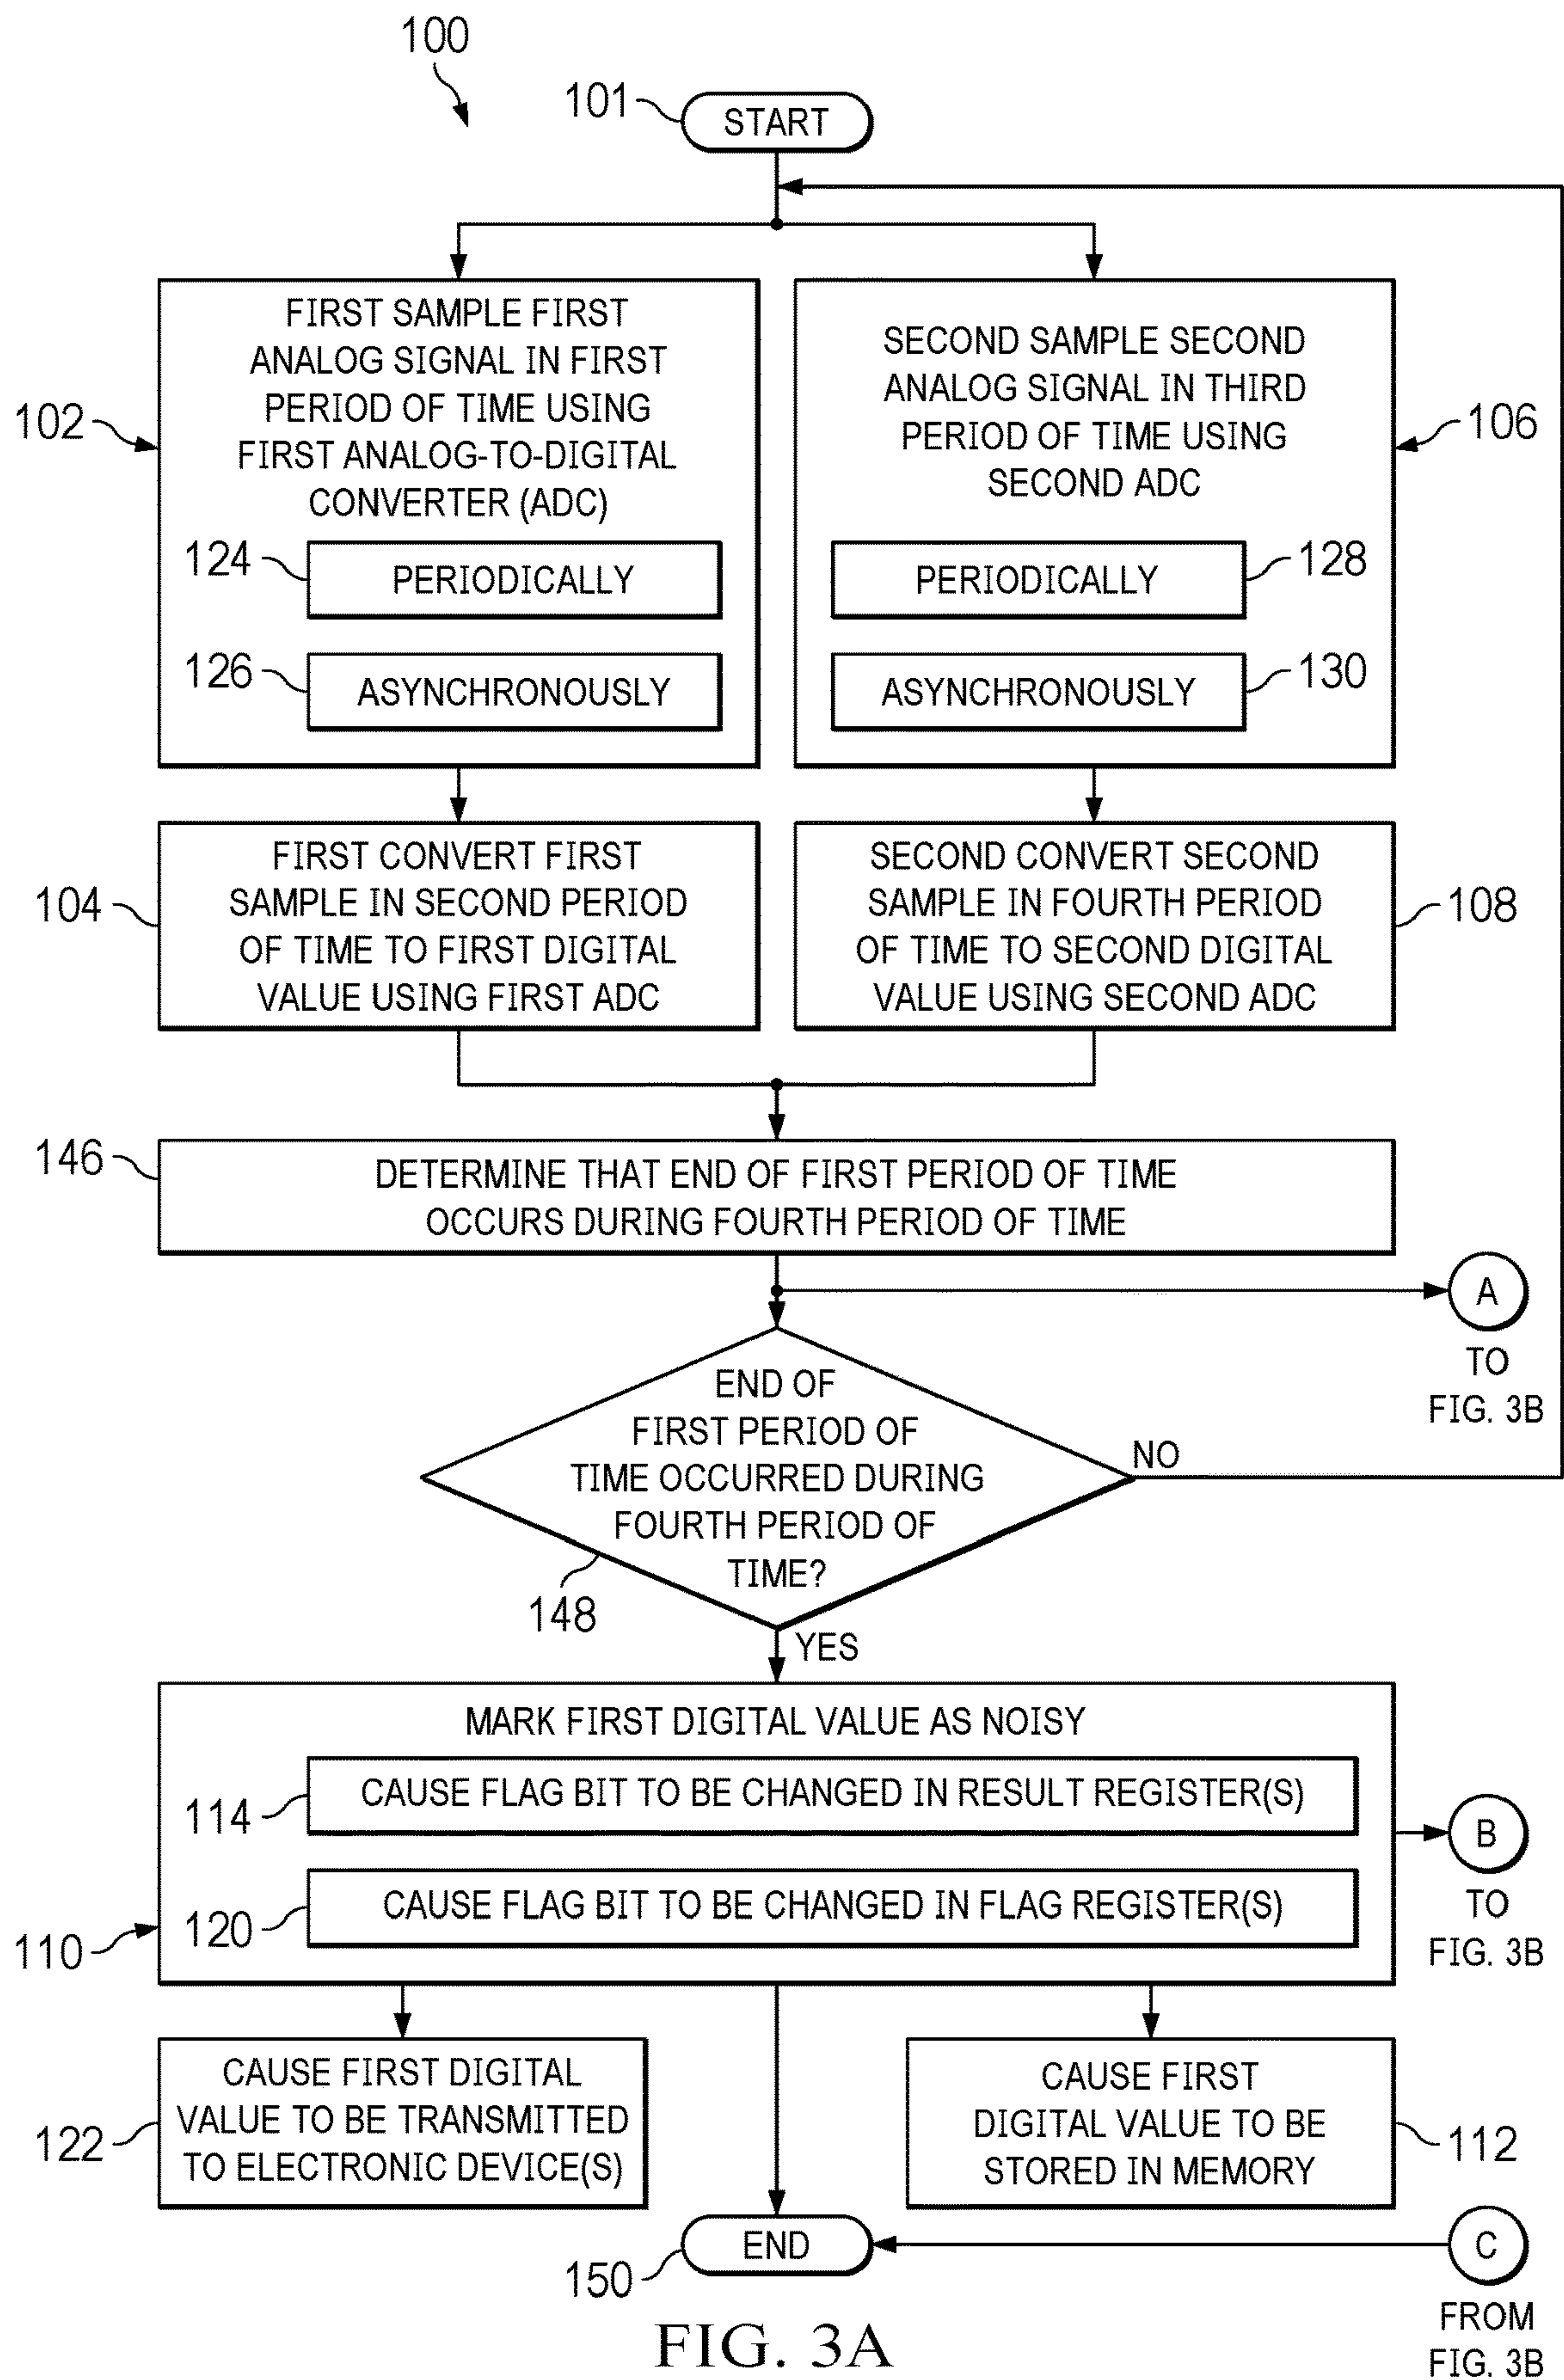 100
101
START
FIRST SAMPLE FIRST
ANALOG SIGNAL IN FIRST
PERIOD OF TIME USING
FIRST ANALOG-TO-DIGITAL
CONVERTER (ADC)
102
124
PERIODICALLY
126
ASYNCHRONOUSLY
SECOND SAMPLE SECOND
ANALOG SIGNAL IN THIRD
PERIOD OF TIME USING
SECOND ADC
106
PERIODICALLY
128
ASYNCHRONOUSLY
130
104
FIRST CONVERT FIRST
SAMPLE IN SECOND PERIOD
OF TIME TO FIRST DIGITAL
VALUE USING FIRST ADC
SECOND CONVERT SECOND
SAMPLE IN FOURTH PERIOD
OF TIME TO SECOND DIGITAL
VALUE USING SECOND ADC
108
146
DETERMINE THAT END OF FIRST PERIOD OF TIME
OCCURS DURING FOURTH PERIOD OF TIME
A
TO
FIG. 3B
END OF
FIRST PERIOD OF
TIME OCCURRED DURING
FOURTH PERIOD OF
TIME?
NO
148
YES
MARK FIRST DIGITAL VALUE AS NOISY
114
CAUSE FLAG BIT TO BE CHANGED IN RESULT REGISTER(S)
120
CAUSE FLAG BIT TO BE CHANGED IN FLAG REGISTER(S)
110
B
TO
FIG. 3B
122
CAUSE FIRST DIGITAL
VALUE TO BE TRANSMITTED
TO ELECTRONIC DEVICE(S)
CAUSE FIRST
DIGITAL VALUE TO BE
STORED IN MEMORY
112
END
150
C
FROM
FIG. 3B
FIG. 3A